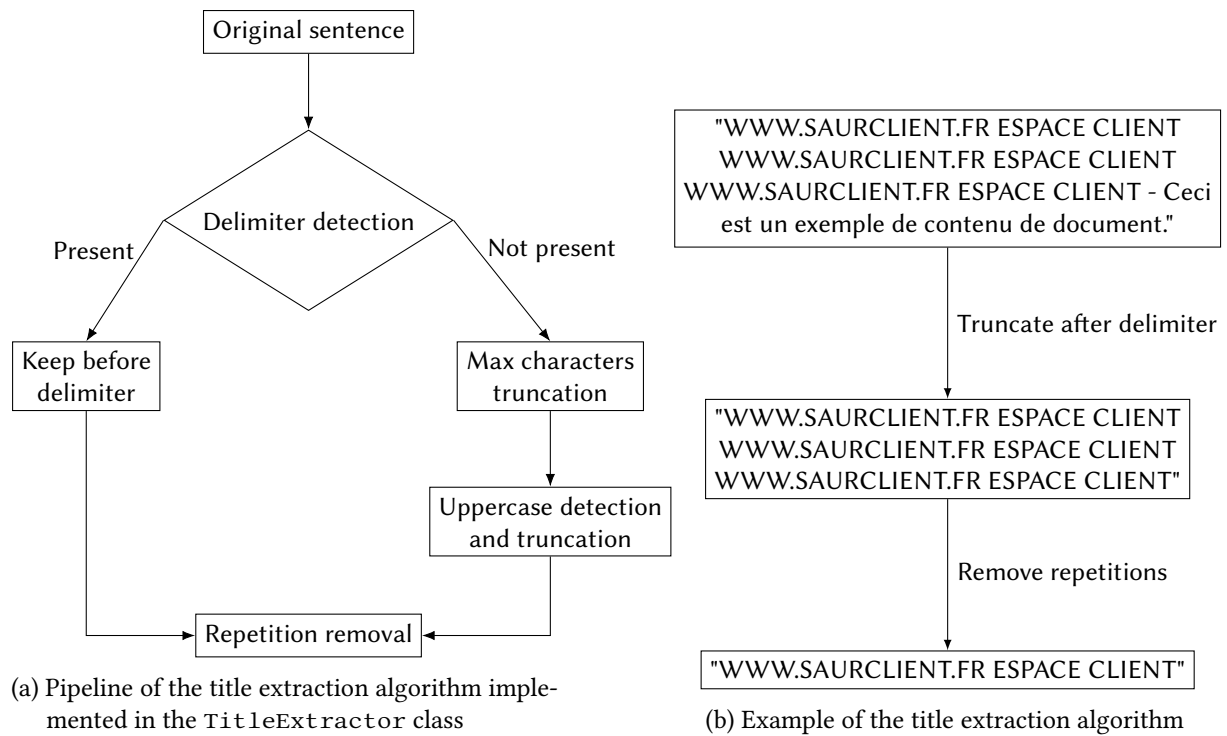 Original sentence
Delimiter detection
Present
Not present
Keep before
delimiter
Max characters
truncation
Uppercase detection
and truncation
Repetition removal
(a) Pipeline of the title extraction algorithm imple-
mented in the TitleExtractor class
"WWW.SAURCLIENT.FR ESPACE CLIENT
WWW.SAURCLIENT.FR ESPACE CLIENT
WWW.SAURCLIENT.FR ESPACE CLIENT - Ceci
est un exemple de contenu de document."
Truncate after delimiter
"WWW.SAURCLIENT.FR ESPACE CLIENT
WWW.SAURCLIENT.FR ESPACE CLIENT
WWW.SAURCLIENT.FR ESPACE CLIENT"
Remove repetitions
"WWW.SAURCLIENT.FR ESPACE CLIENT"
(b) Example of the title extraction algorithm